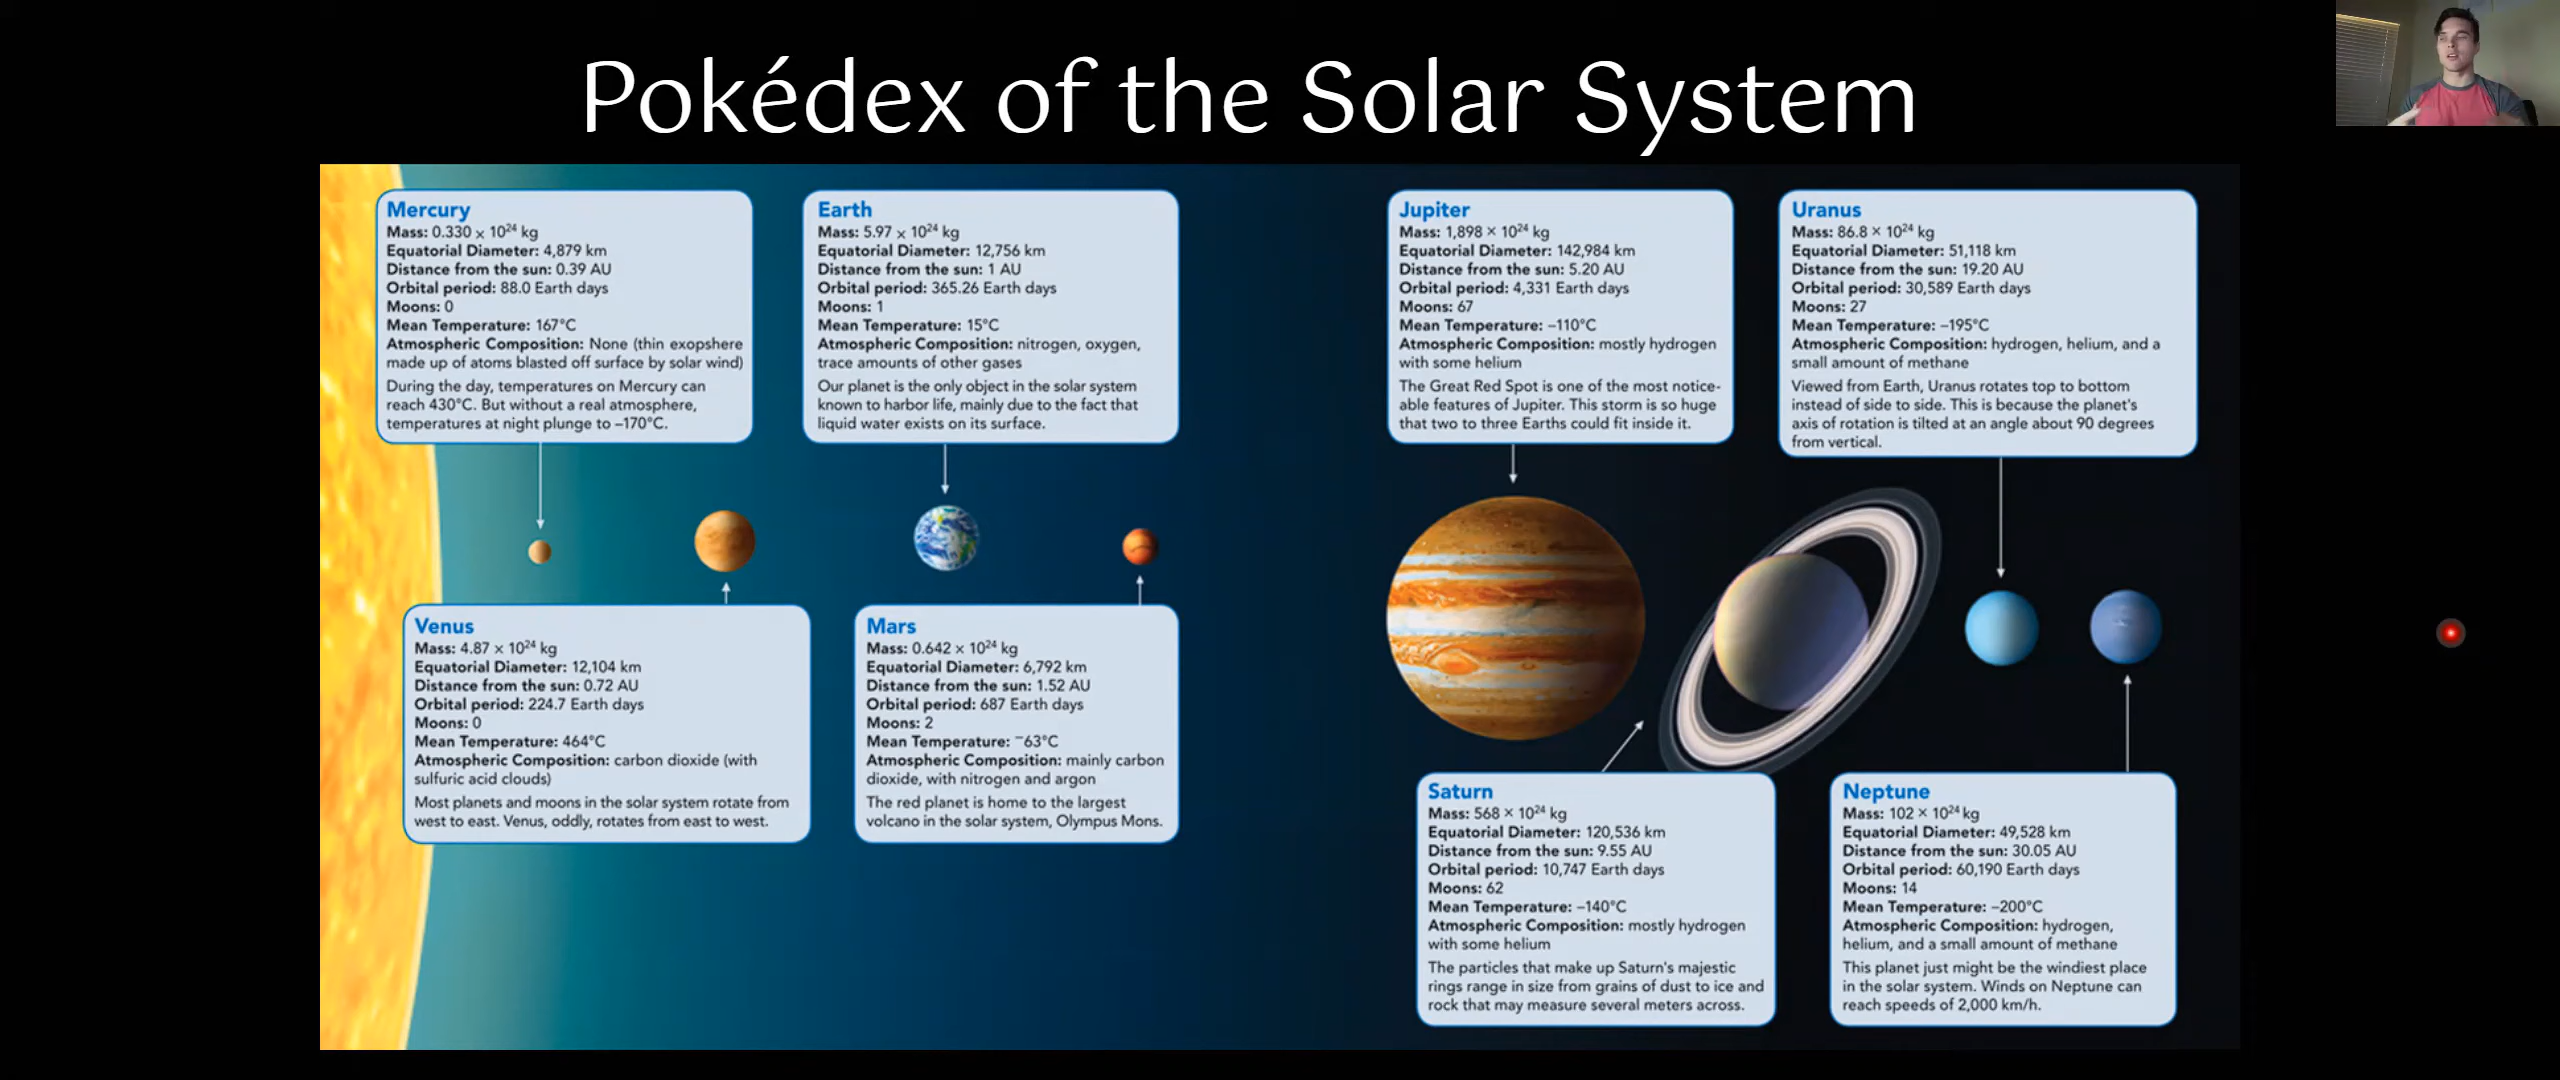 Pokédex of the Solar System
Mercury
Mass: 0.330 × 10²⁴ kg
Equatorial Diameter: 4,879 km
Distance from the sun: 0.39 AU
Orbital period: 88.0 Earth days
Moons: 0
Mean Temperature: 167°C
Atmospheric Composition: None (thin exopshere
made up of atoms blasted off surface by solar wind)
During the day, temperatures on Mercury can
reach 430°C. But without a real atmosphere,
temperatures at night plunge to –170°C.
Venus
Mass: 4.87 × 10²⁴ kg
Equatorial Diameter: 12,104 km
Distance from the sun: 0.72 AU
Orbital period: 224.7 Earth days
Moons: 0
Mean Temperature: 464°C
Atmospheric Composition: carbon dioxide (with
sulfuric acid clouds)
Most planets and moons in the solar system rotate from
west to east. Venus, oddly, rotates from east to west.
Earth
Mass: 5.97 × 10²⁴ kg
Equatorial Diameter: 12,756 km
Distance from the sun: 1 AU
Orbital period: 365.26 Earth days
Moons: 1
Mean Temperature: 15°C
Atmospheric Composition: nitrogen, oxygen,
trace amounts of other gases
Our planet is the only object in the solar system
known to harbor life, mainly due to the fact that
liquid water exists on its surface.
Mars
Mass: 0.642 × 10²⁴ kg
Equatorial Diameter: 6,792 km
Distance from the sun: 1.52 AU
Orbital period: 687 Earth days
Moons: 2
Mean Temperature: ⁻63°C
Atmospheric Composition: mainly carbon
dioxide, with nitrogen and argon
The red planet is home to the largest
volcano in the solar system, Olympus Mons.
Jupiter
Mass: 1,898 × 10²⁴ kg
Equatorial Diameter: 142,984 km
Distance from the sun: 5.20 AU
Orbital period: 4,331 Earth days
Moons: 67
Mean Temperature: –110°C
Atmospheric Composition: mostly hydrogen
with some helium
The Great Red Spot is one of the most notice-
able features of Jupiter. This storm is so huge
that two to three Earths could fit inside it.
Saturn
Mass: 568 × 10²⁴ kg
Equatorial Diameter: 120,536 km
Distance from the sun: 9.55 AU
Orbital period: 10,747 Earth days
Moons: 62
Mean Temperature: –140°C
Atmospheric Composition: mostly hydrogen
with some helium
The particles that make up Saturn's majestic
rings range in size from grains of dust to ice and
rock that may measure several meters across.
Uranus
Mass: 86.8 × 10²⁴ kg
Equatorial Diameter: 51,118 km
Distance from the sun: 19.20 AU
Orbital period: 30,589 Earth days
Moons: 27
Mean Temperature: –195°C
Atmospheric Composition: hydrogen, helium, and a
small amount of methane
Viewed from Earth, Uranus rotates top to bottom
instead of side to side. This is because the planet's
axis of rotation is tilted at an angle about 90 degrees
from vertical.
Neptune
Mass: 102 × 10²⁴ kg
Equatorial Diameter: 49,528 km
Distance from the sun: 30.05 AU
Orbital period: 60,190 Earth days
Moons: 14
Mean Temperature: –200°C
Atmospheric Composition: hydrogen,
helium, and a small amount of methane
This planet just might be the windiest place
in the solar system. Winds on Neptune can
reach speeds of 2,000 km/h.